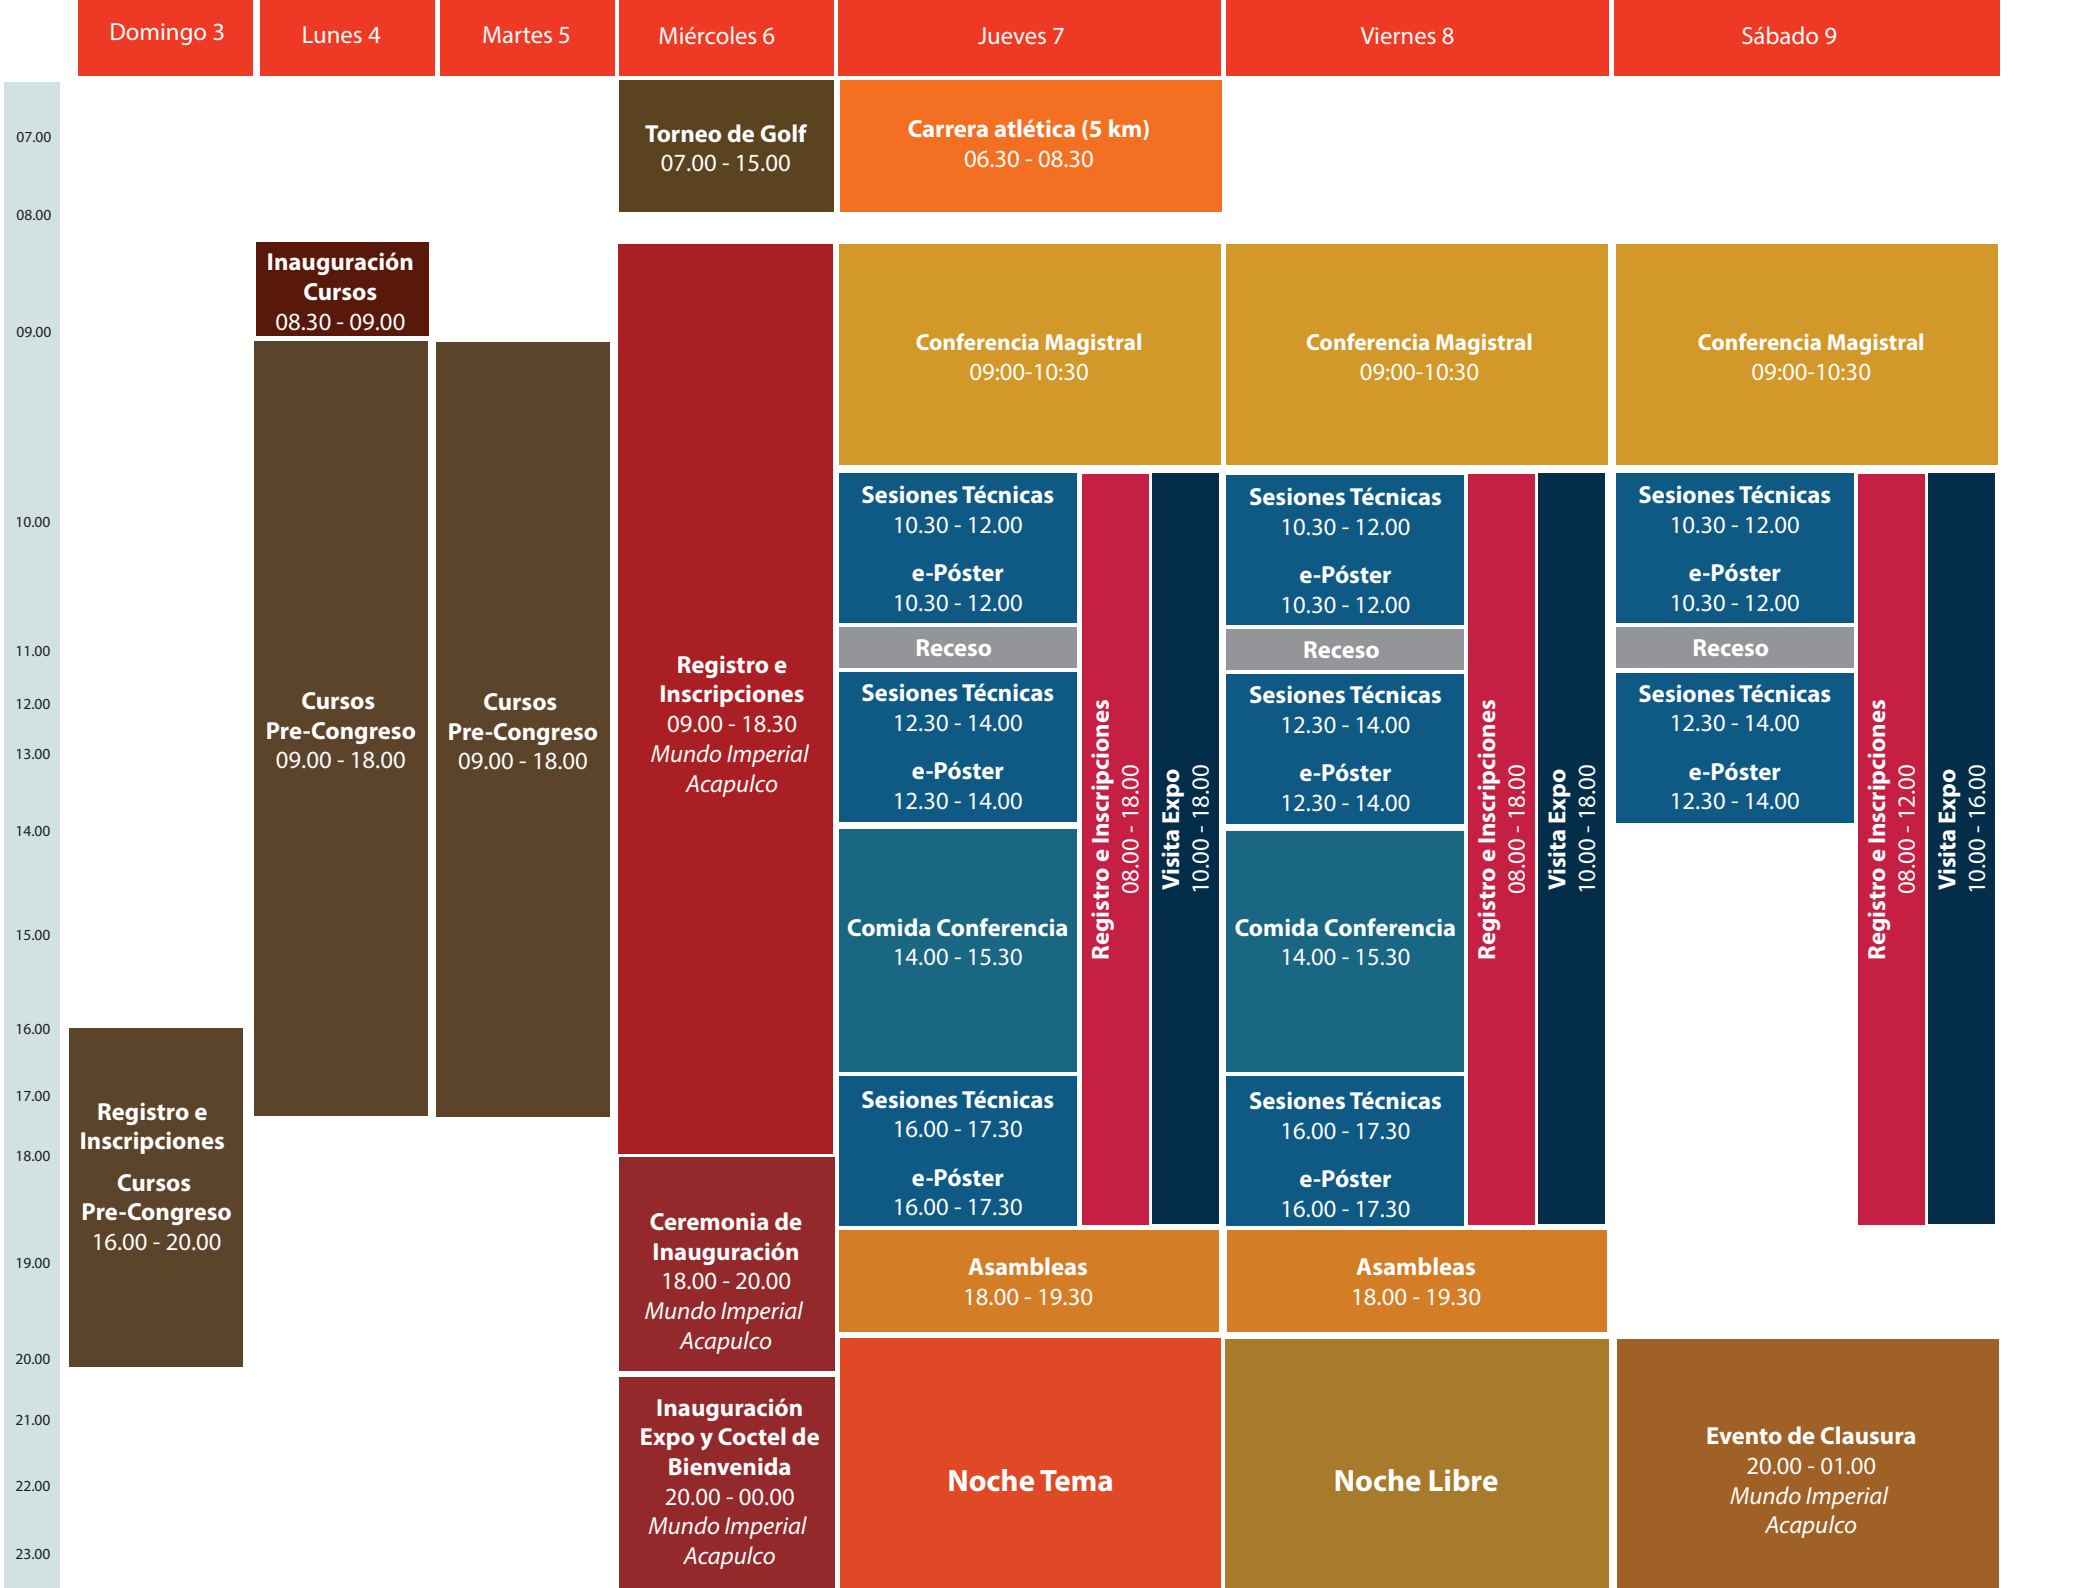 Domingo 3
Lunes 4
Martes 5
Miércoles 6
Jueves 7
Viernes 8
Sábado 9
07.00
08.00
09.00
10.00
11.00
12.00
13.00
14.00
15.00
16.00
17.00
18.00
19.00
20.00
21.00
22.00
23.00
Registro e
Inscripciones
Cursos
Pre-Congreso
16.00 - 20.00
Inauguración
Cursos
08.30 - 09.00
Cursos
Pre-Congreso
09.00 - 18.00
Cursos
Pre-Congreso
09.00 - 18.00
Torneo de Golf
07.00 - 15.00
Registro e
Inscripciones
09.00 - 18.30
Mundo Imperial
Acapulco
Ceremonia de
Inauguración
18.00 - 20.00
Mundo Imperial
Acapulco
Inauguración
Expo y Coctel de
Bienvenida
20.00 - 00.00
Mundo Imperial
Acapulco
Carrera atlética (5 km)
06.30 - 08.30
Conferencia Magistral
09:00-10:30
Sesiones Técnicas
10.30 - 12.00
e-Póster
10.30 - 12.00
Receso
Sesiones Técnicas
12.30 - 14.00
e-Póster
12.30 - 14.00
Comida Conferencia
14.00 - 15.30
Sesiones Técnicas
16.00 - 17.30
e-Póster
16.00 - 17.30
Registro e Inscripciones
08.00 - 18.00
Visita Expo
10.00 - 18.00
Asambleas
18.00 - 19.30
Noche Tema
Conferencia Magistral
09:00-10:30
Sesiones Técnicas
10.30 - 12.00
e-Póster
10.30 - 12.00
Receso
Sesiones Técnicas
12.30 - 14.00
e-Póster
12.30 - 14.00
Comida Conferencia
14.00 - 15.30
Sesiones Técnicas
16.00 - 17.30
e-Póster
16.00 - 17.30
Registro e Inscripciones
08.00 - 18.00
Visita Expo
10.00 - 18.00
Asambleas
18.00 - 19.30
Noche Libre
Conferencia Magistral
09:00-10:30
Sesiones Técnicas
10.30 - 12.00
e-Póster
10.30 - 12.00
Receso
Sesiones Técnicas
12.30 - 14.00
e-Póster
12.30 - 14.00
Registro e Inscripciones
08.00 - 12.00
Visita Expo
10.00 - 16.00
Evento de Clausura
20.00 - 01.00
Mundo Imperial
Acapulco